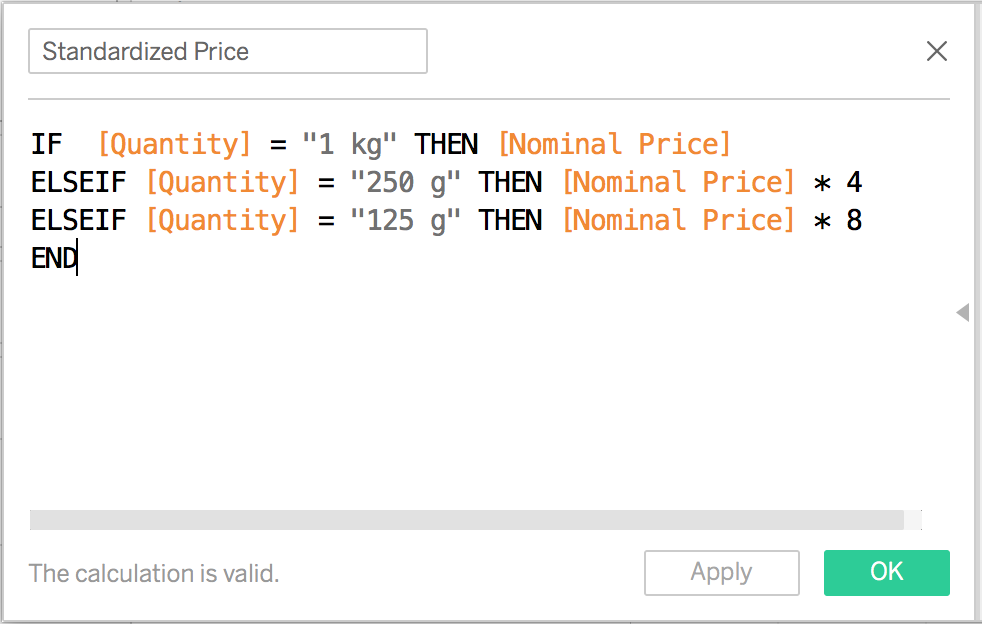 Standardized Price
IF  [Quantity] = "1 kg" THEN [Nominal Price]
ELSEIF [Quantity] = "250 g" THEN [Nominal Price] * 4
ELSEIF [Quantity] = "125 g" THEN [Nominal Price] * 8
END
The calculation is valid.
Apply
OK